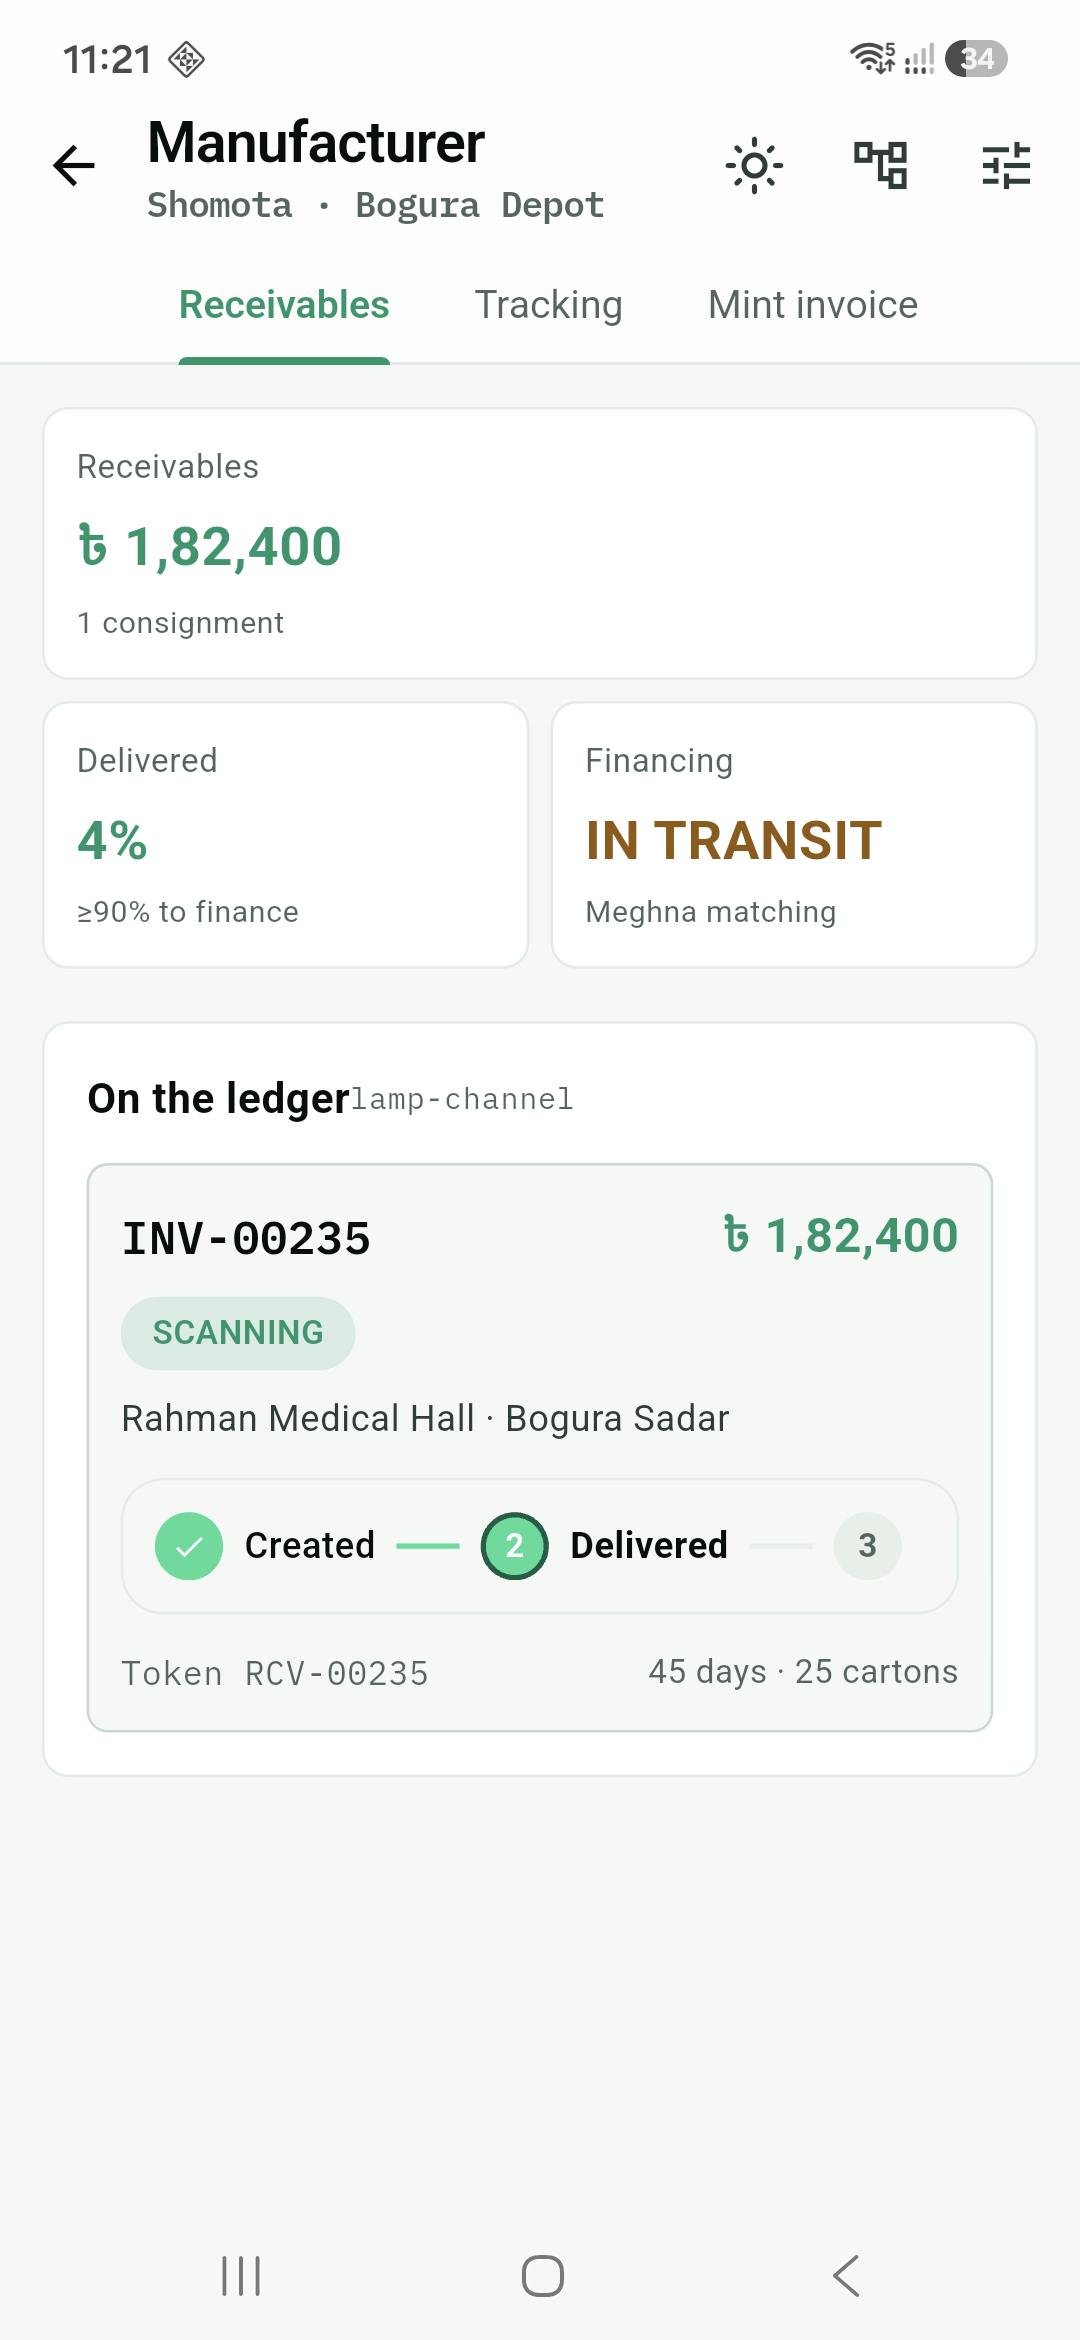 11:21
5
34
Manufacturer
Shomota · Bogura Depot
Receivables
Tracking
Mint invoice
Receivables
৳ 1,82,400
1 consignment
Delivered
4%
≥90% to finance
Financing
IN TRANSIT
Meghna matching
On the ledger lamp-channel
INV-00235
৳ 1,82,400
SCANNING
Rahman Medical Hall · Bogura Sadar
Created
2
Delivered
3
Token RCV-00235
45 days · 25 cartons